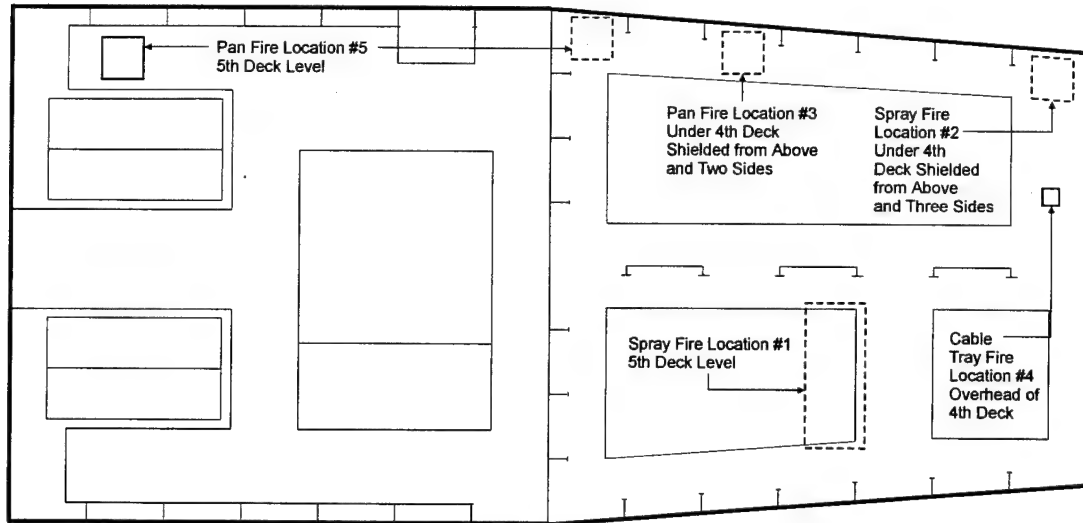 Pan Fire Location #5
5th Deck Level
Pan Fire Location #3
Under 4th Deck
Shielded from Above
and Two Sides
Spray Fire
Location #2
Under 4th
Deck Shielded
from Above
and Three Sides
Spray Fire Location #1
5th Deck Level
Cable
Tray Fire
Location #4
Overhead of
4th Deck